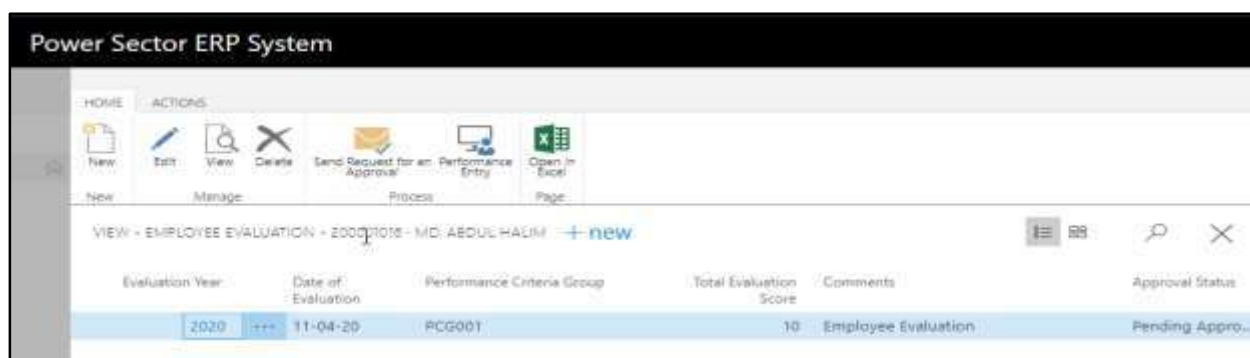 Power Sector ERP System
HOME ACTIONS
New Edit View Delete Send Request for an Approval Performance Entry Open in Excel
New Manage Process Page
VIEW - EMPLOYEE EVALUATION - MD. ABDUL HALIM + new
Evaluation Year Date of Evaluation Performance Criteria Group Total Evaluation Score Comments Approval Status
2020 ... 11-04-20 PCG001 10 Employee Evaluation Pending Appro...